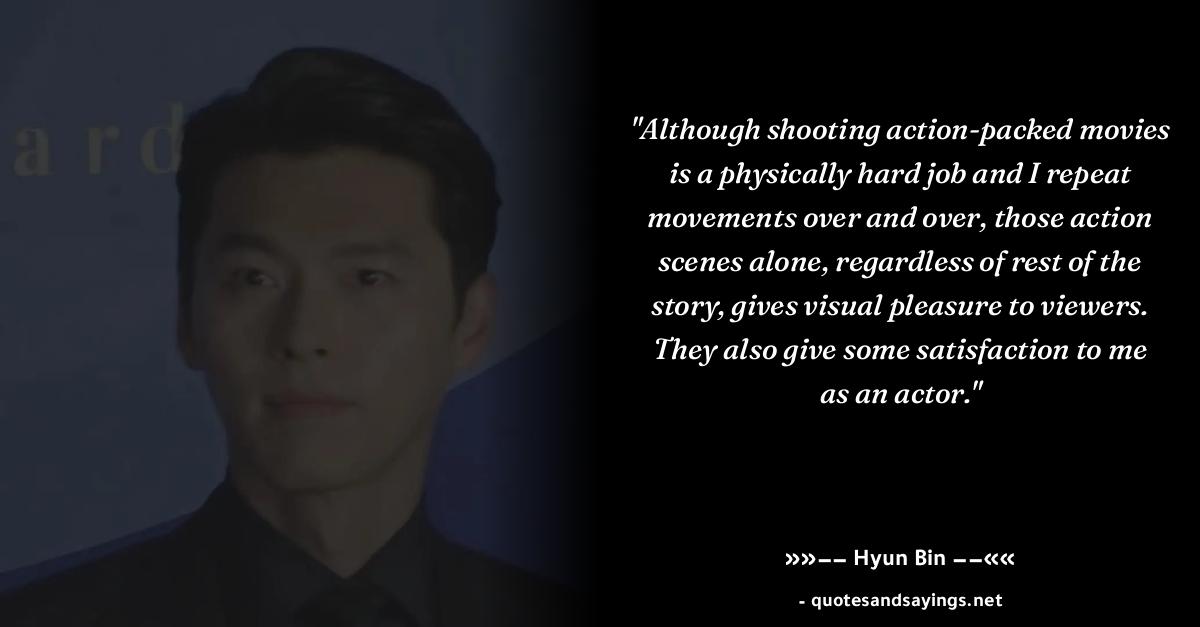 ard
"Although shooting action-packed movies
is a physically hard job and I repeat
movements over and over, those action
scenes alone, regardless of rest of the
story, gives visual pleasure to viewers.
They also give some satisfaction to me
as an actor."
»»–– Hyun Bin ––««
- quotesandsayings.net